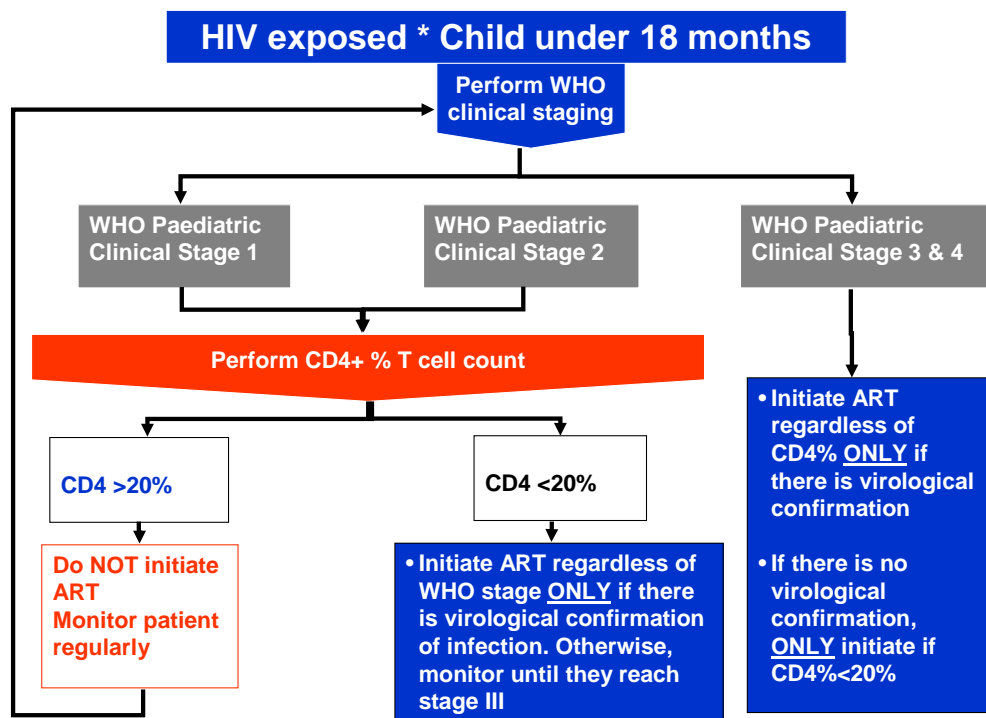 HIV exposed * Child under 18 months
Perform WHO
clinical staging
WHO Paediatric
Clinical Stage 1
WHO Paediatric
Clinical Stage 2
WHO Paediatric
Clinical Stage 3 & 4
Perform CD4+ % T cell count
CD4 >20%
CD4 <20%
Do NOT initiate
ART
Monitor patient
regularly
• Initiate ART regardless of
WHO stage ONLY if there
is virological confirmation
of infection. Otherwise,
monitor until they reach
stage III
• Initiate ART
regardless of
CD4% ONLY if
there is virological
confirmation
• If there is no
virological
confirmation,
ONLY initiate if
CD4%<20%